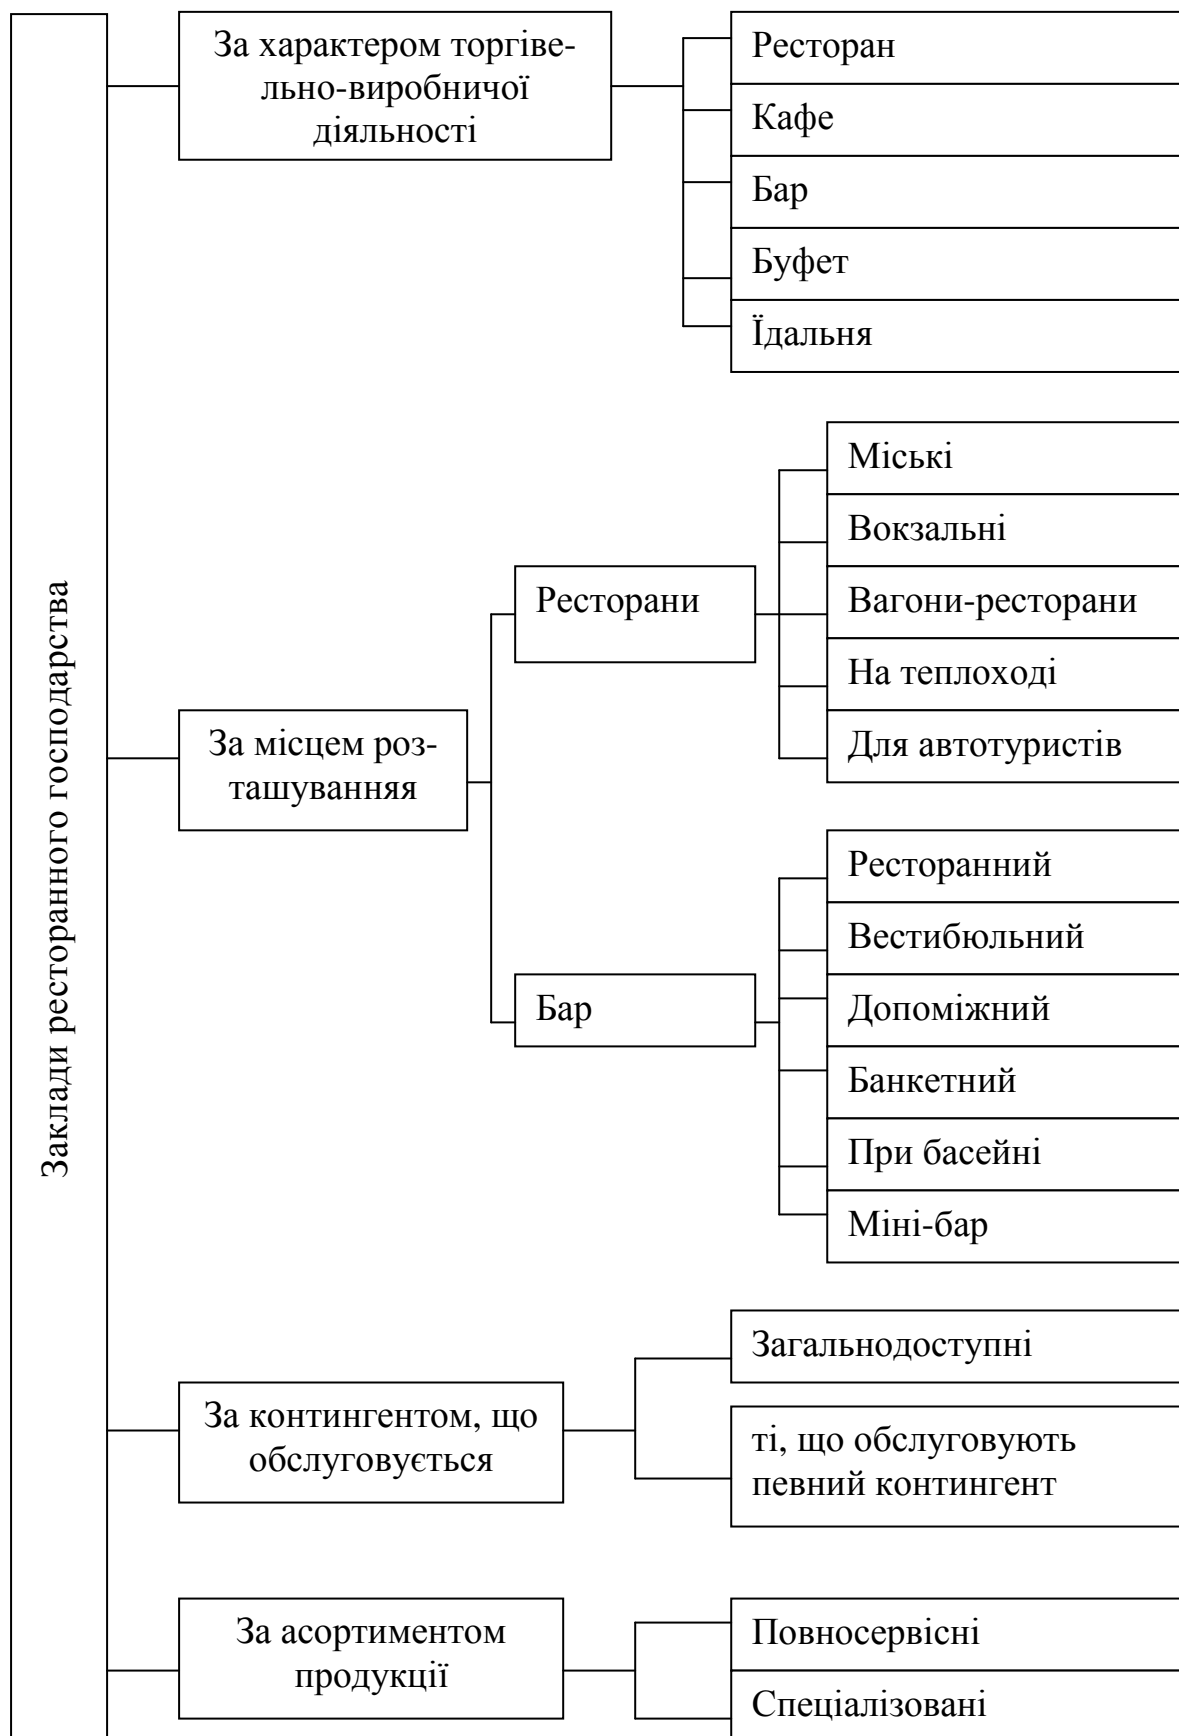 Заклади ресторанного господарства
За характером торгіве-
льно-виробничої
діяльності
Ресторан
Кафе
Бар
Буфет
Їдальня
За місцем роз-
ташуванняя
Ресторани
Міські
Вокзальні
Вагони-ресторани
На теплоході
Для автотуристів
Бар
Ресторанний
Вестибюльний
Допоміжний
Банкетний
При басейні
Міні-бар
За контингентом, що
обслуговується
Загальнодоступні
ті, що обслуговують
певний контингент
За асортиментом
продукції
Повносервісні
Спеціалізовані